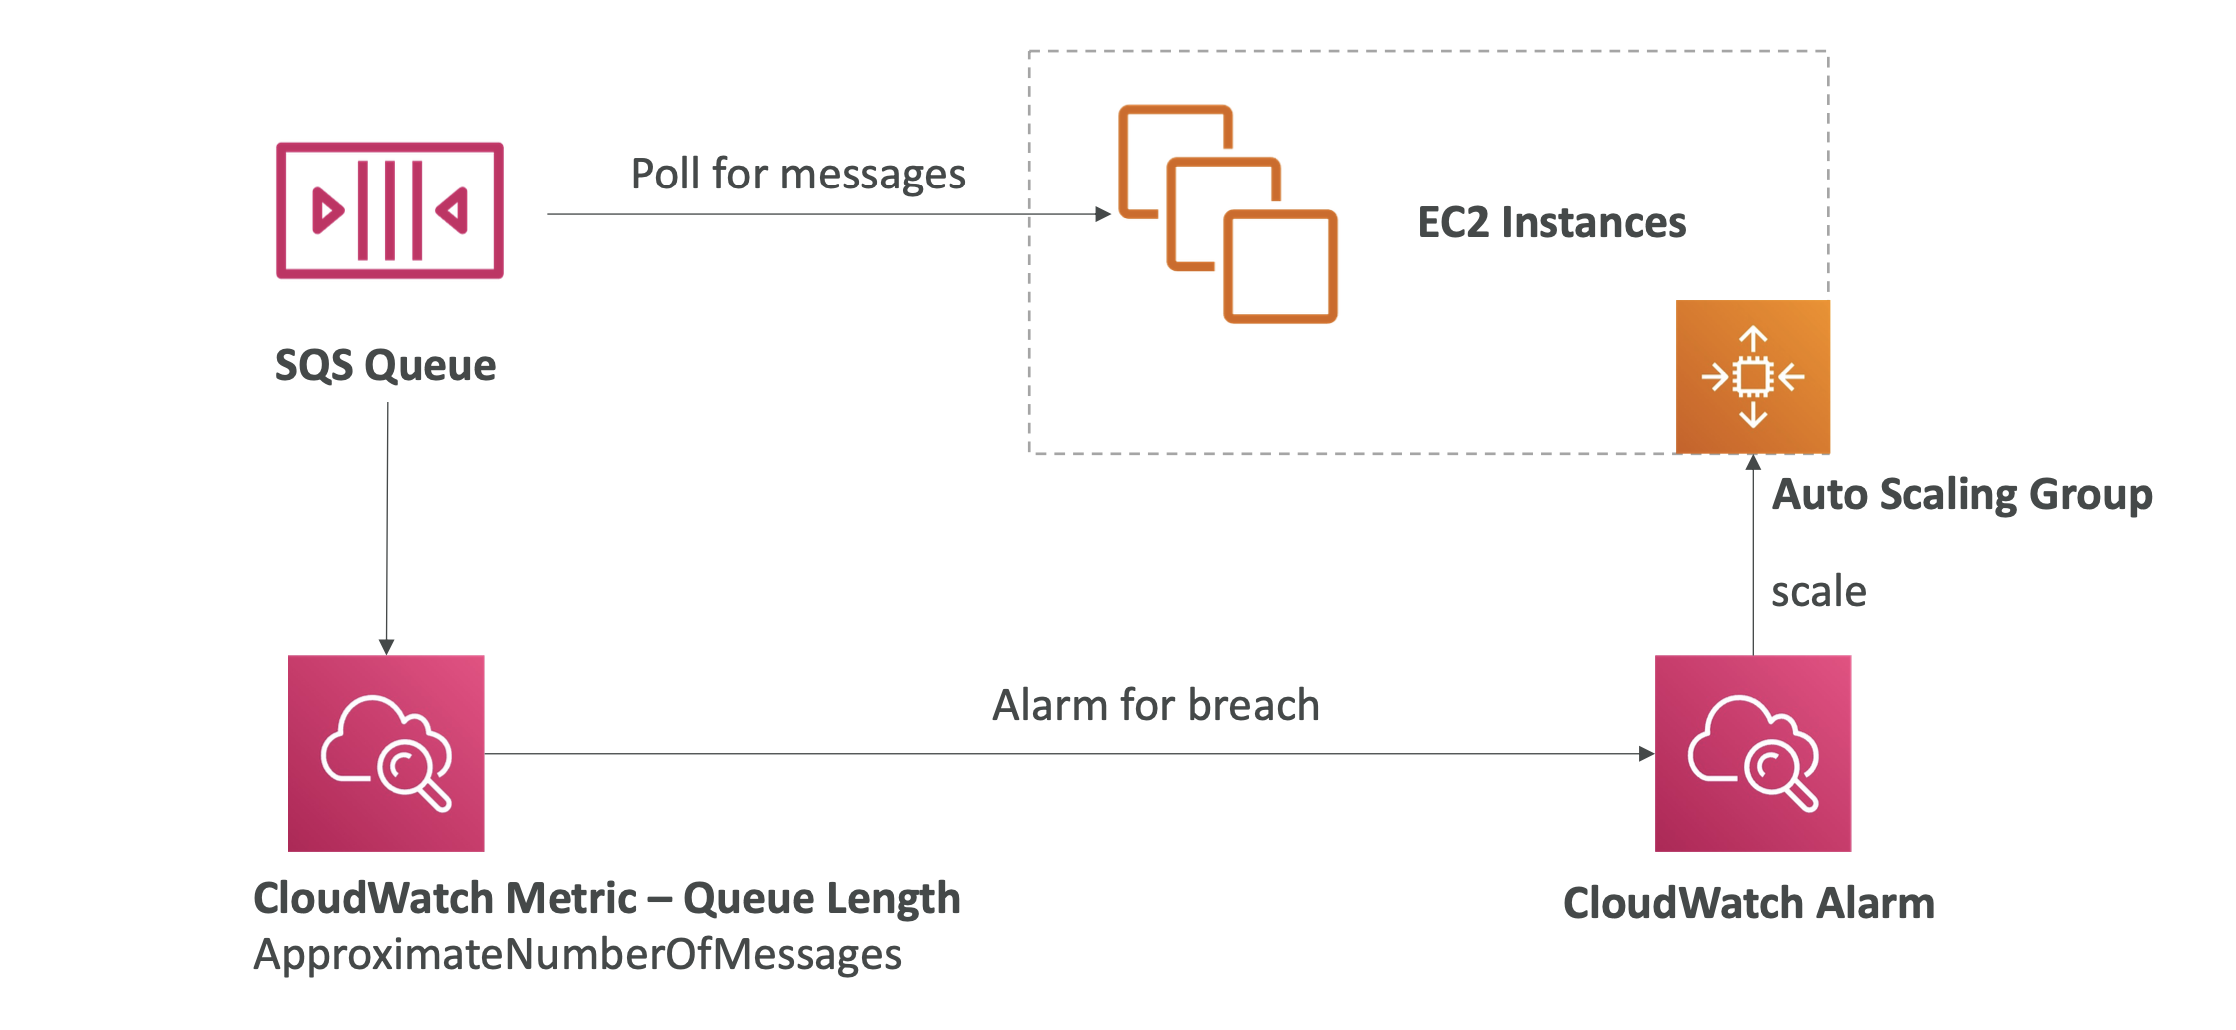 Poll for messages
EC2 Instances
SQS Queue
Auto Scaling Group
scale
Alarm for breach
CloudWatch Metric – Queue Length
ApproximateNumberOfMessages
CloudWatch Alarm